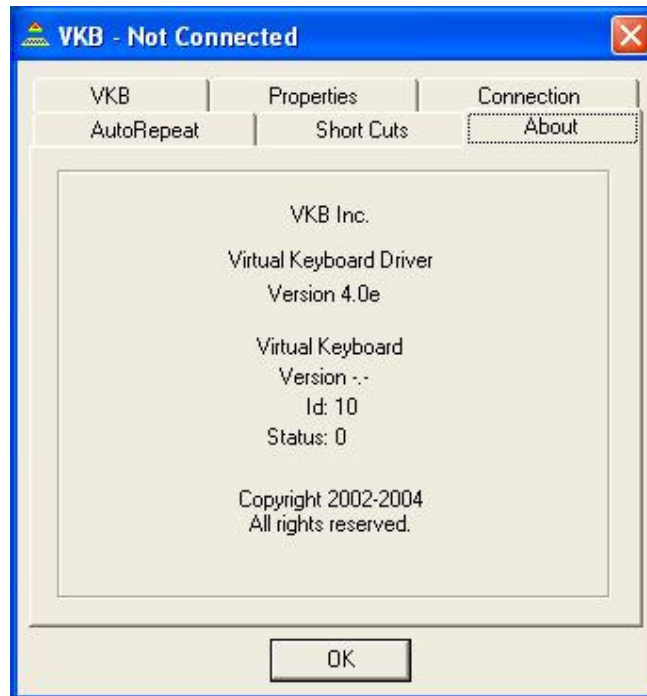 VKB - Not Connected
VKB Properties Connection
AutoRepeat Short Cuts About
VKB Inc.
Virtual Keyboard Driver
Version 4.0e
Virtual Keyboard
Version -.-
Id: 10
Status: 0
Copyright 2002-2004
All rights reserved.
OK